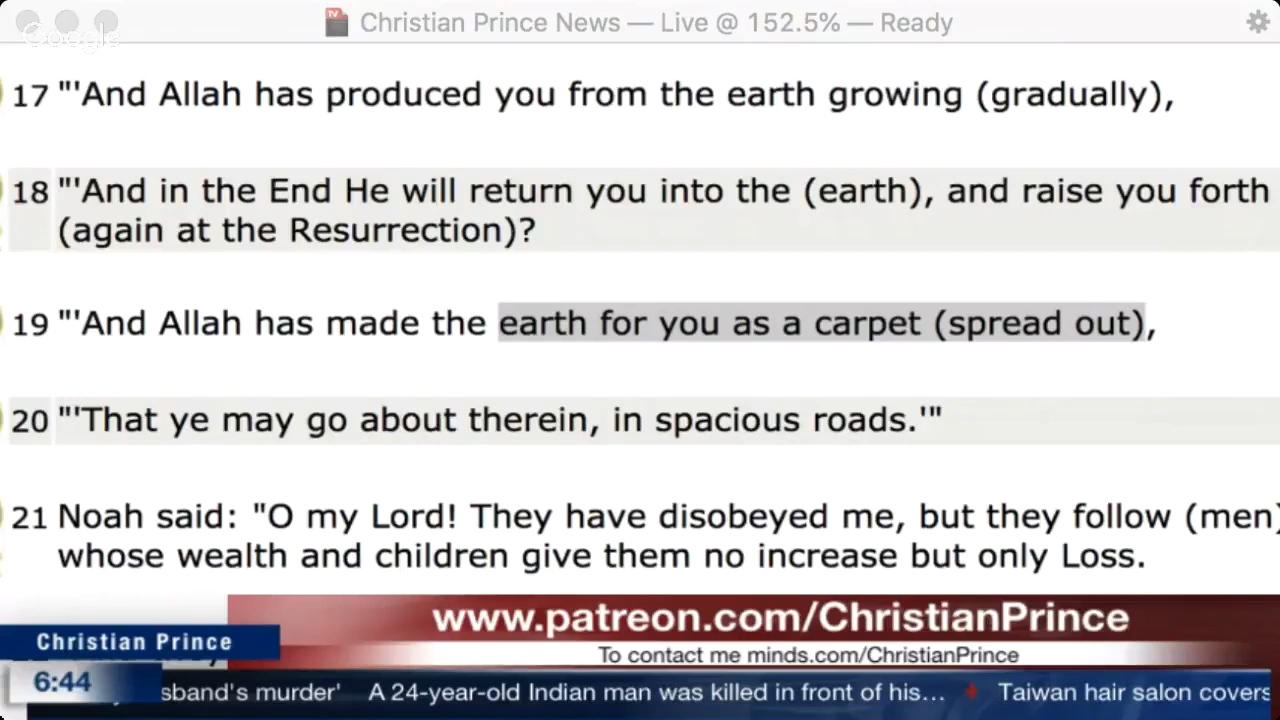 Christian Prince News — Live @ 152.5% — Ready
Google
17 "'And Allah has produced you from the earth growing (gradually),
18 "'And in the End He will return you into the (earth), and raise you forth
(again at the Resurrection)?
19 "'And Allah has made the earth for you as a carpet (spread out),
20 "'That ye may go about therein, in spacious roads.'"
21 Noah said: "O my Lord! They have disobeyed me, but they follow (men)
whose wealth and children give them no increase but only Loss.
www.patreon.com/ChristianPrince
Christian Prince
To contact me minds.com/ChristianPrince
6:44
sband's murder' A 24-year-old Indian man was killed in front of his... Taiwan hair salon covers